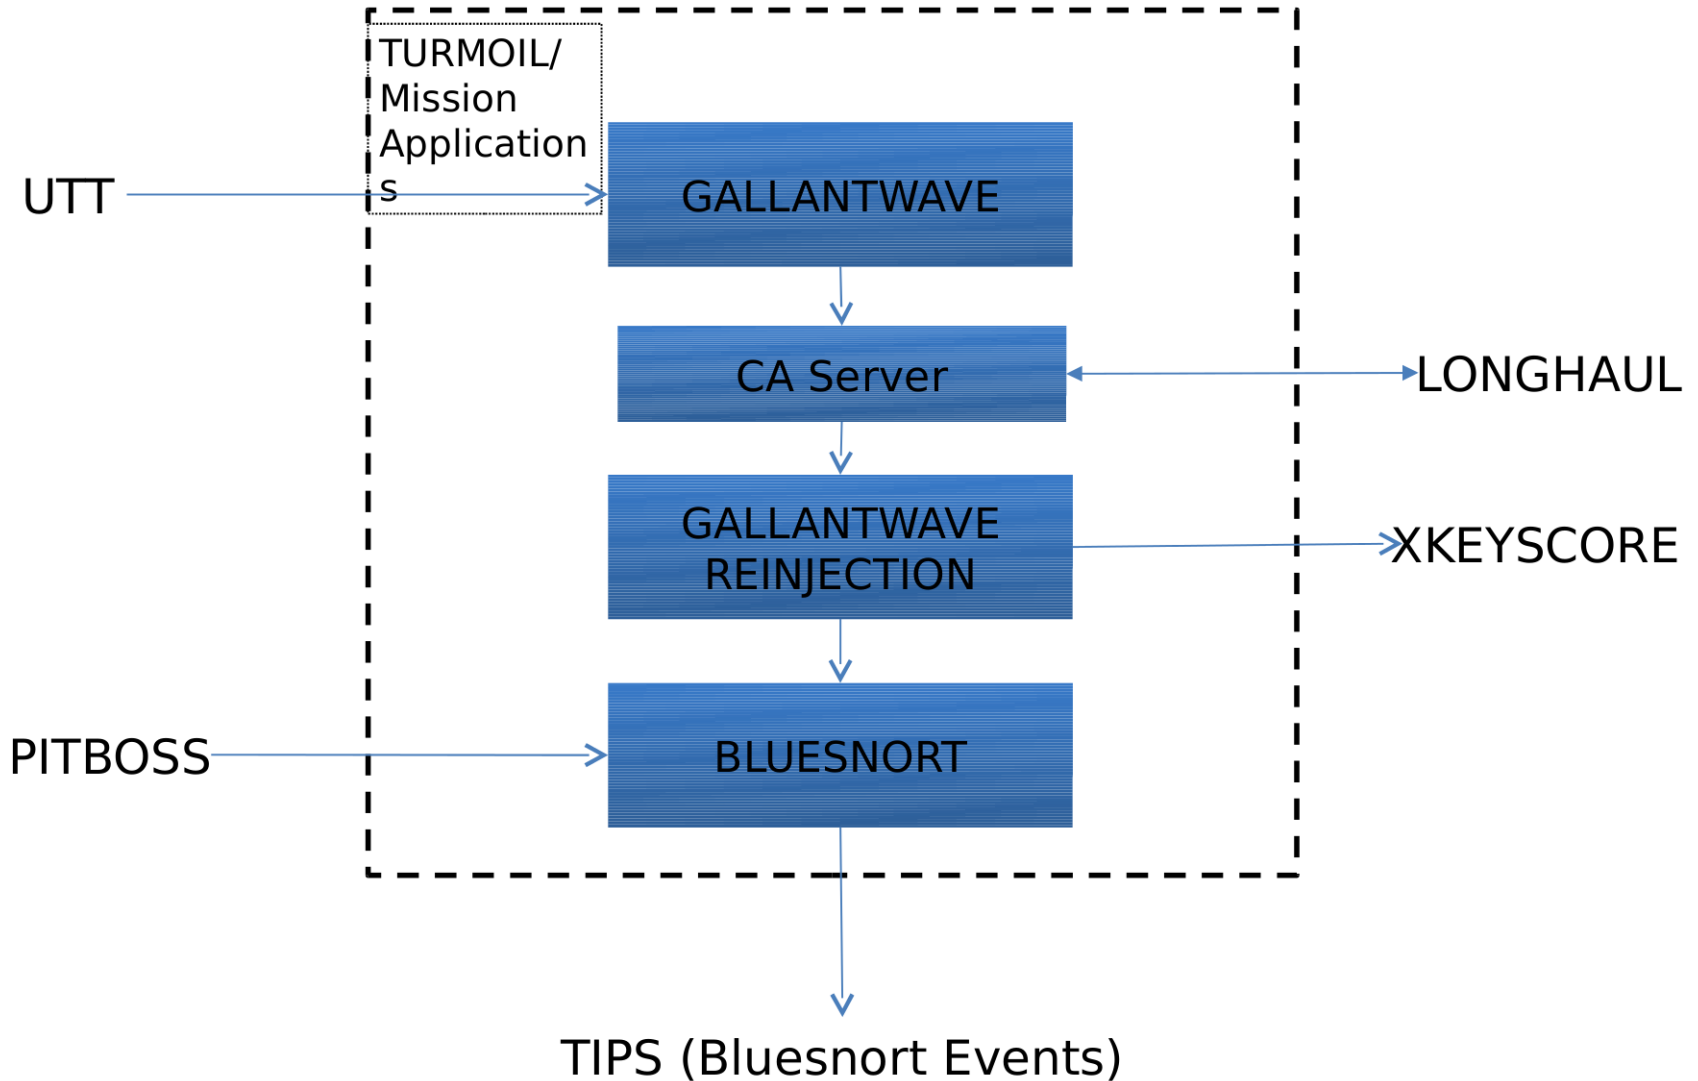 TURMOIL/
Mission
Application
s
UTT
GALLANTWAVE
CA Server
LONGHAUL
GALLANTWAVE
REINJECTION
XKEYSCORE
PITBOSS
BLUESNORT
TIPS (Bluesnort Events)